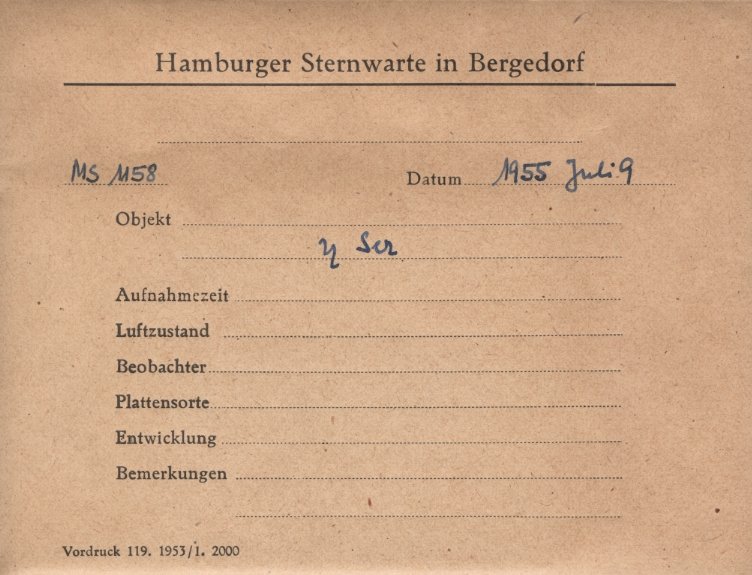 Hamburger Sternwarte in Bergedorf
MS 1158 Datum 1955 Juli 9
Objekt
η Ser
Aufnahmezeit
Luftzustand
Beobachter
Plattensorte
Entwicklung
Bemerkungen
Vordruck 119. 1953/1. 2000